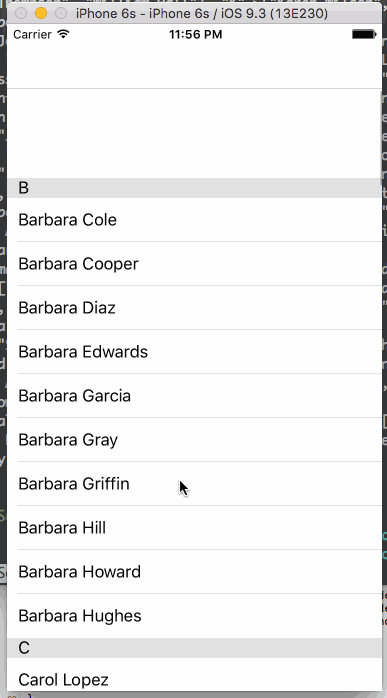 iPhone 6s - iPhone 6s / iOS 9.3 (13E230)
Carrier 11:56 PM
B
Barbara Cole
Barbara Cooper
Barbara Diaz
Barbara Edwards
Barbara Garcia
Barbara Gray
Barbara Griffin
Barbara Hill
Barbara Howard
Barbara Hughes
C
Carol Lopez